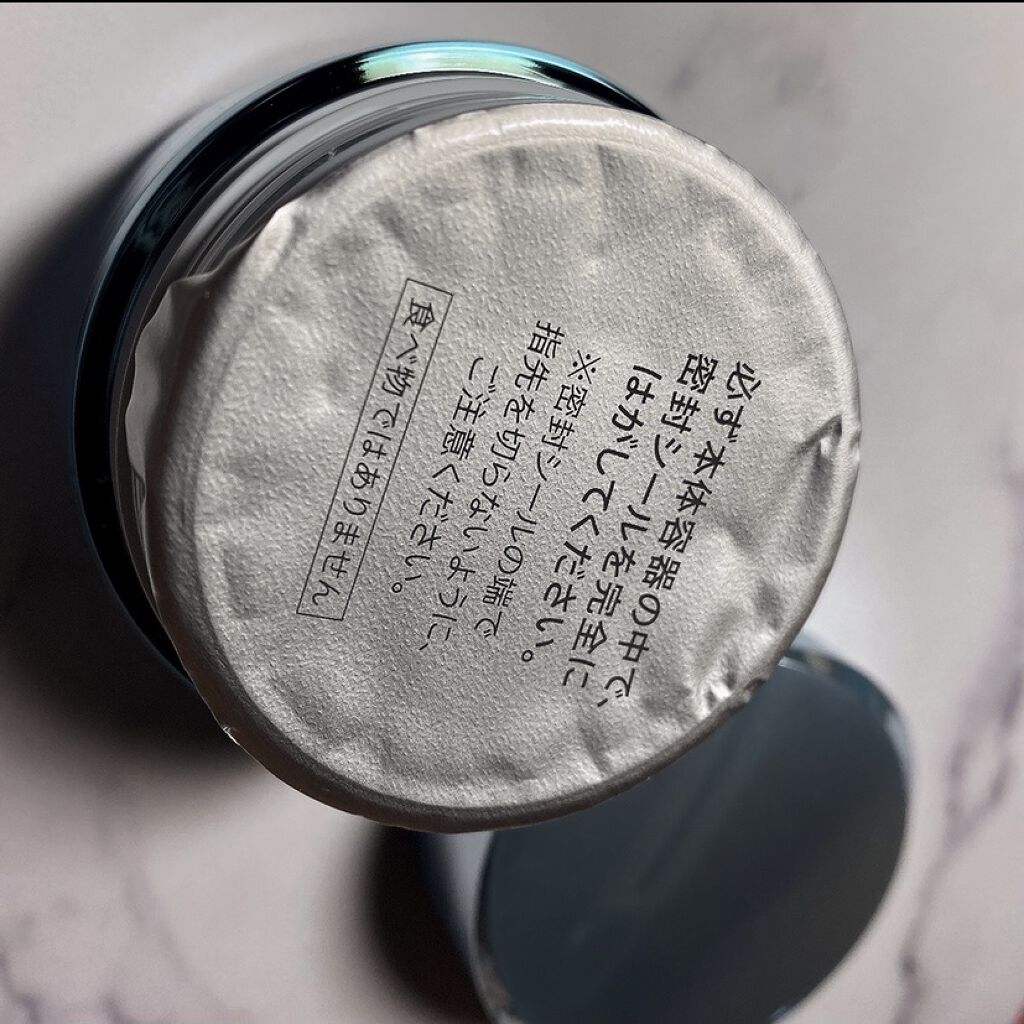 必ず本体容器の中で、
密封シールを完全に
はがしてください。
※密封シールの端で
指先を切らないように、
ご注意ください。
食べ物ではありません